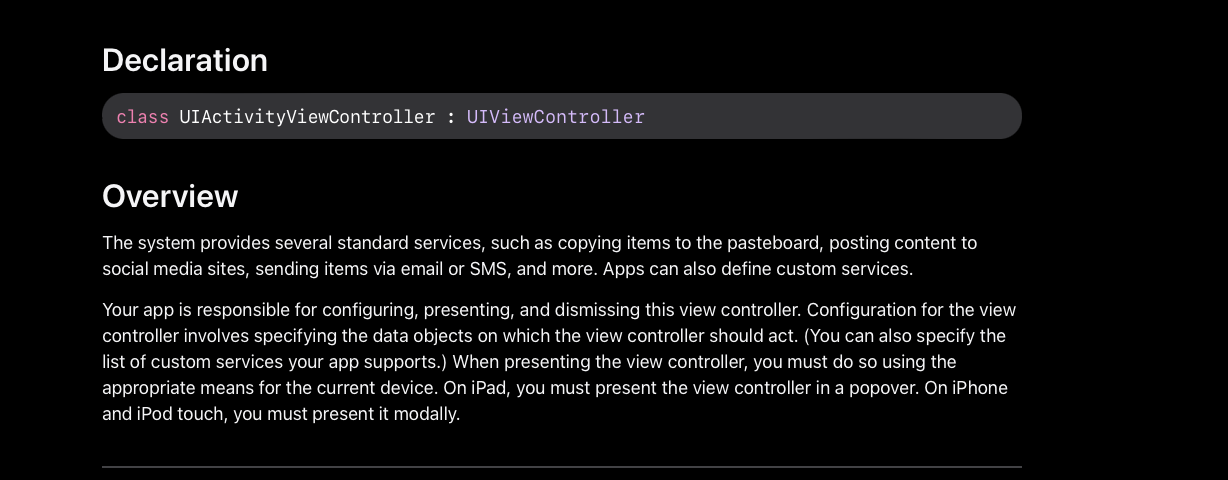 Declaration
class UIActivityViewController : UIViewController
Overview
The system provides several standard services, such as copying items to the pasteboard, posting content to
social media sites, sending items via email or SMS, and more. Apps can also define custom services.
Your app is responsible for configuring, presenting, and dismissing this view controller. Configuration for the view
controller involves specifying the data objects on which the view controller should act. (You can also specify the
list of custom services your app supports.) When presenting the view controller, you must do so using the
appropriate means for the current device. On iPad, you must present the view controller in a popover. On iPhone
and iPod touch, you must present it modally.